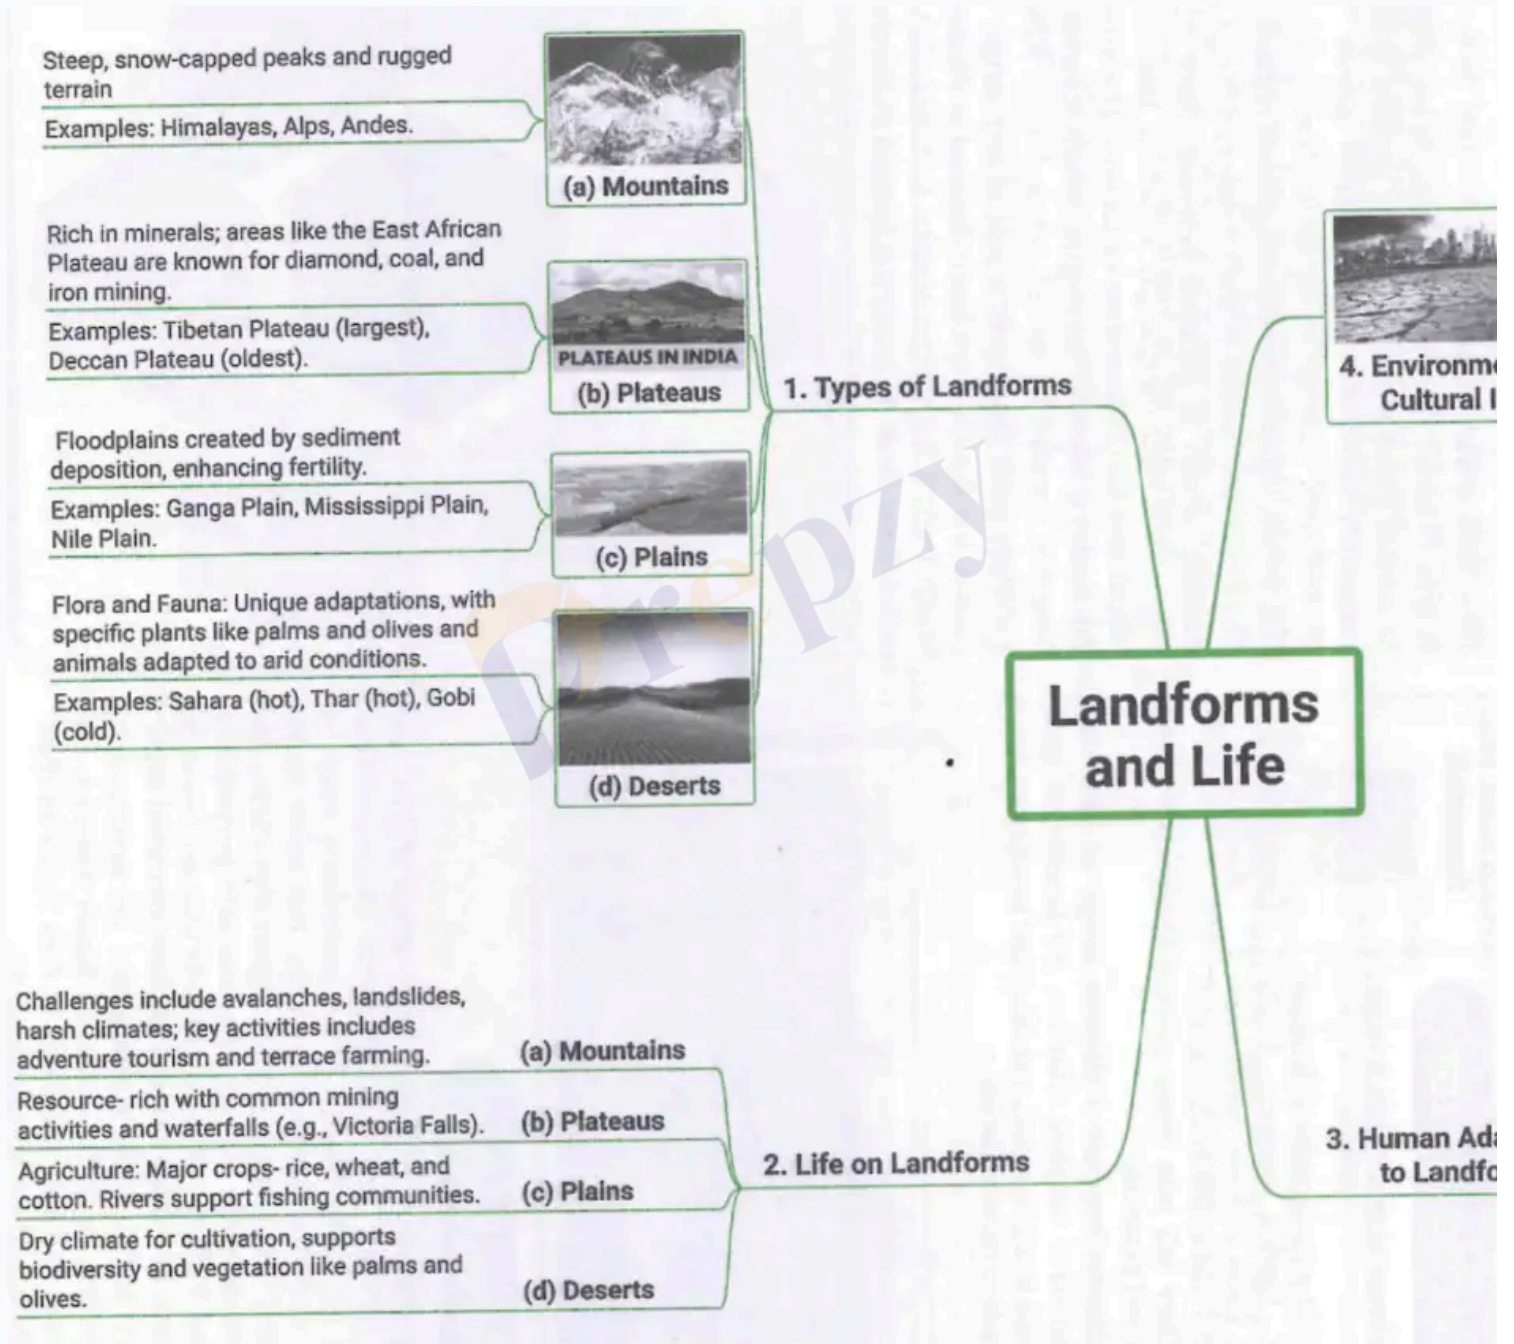 Steep, snow-capped peaks and rugged
terrain
Examples: Himalayas, Alps, Andes.
(a) Mountains
Rich in minerals; areas like the East African
Plateau are known for diamond, coal, and
iron mining.
Examples: Tibetan Plateau (largest),
Deccan Plateau (oldest).
PLATEAUS IN INDIA
(b) Plateaus
Floodplains created by sediment
deposition, enhancing fertility.
Examples: Ganga Plain, Mississippi Plain,
Nile Plain.
(c) Plains
Flora and Fauna: Unique adaptations, with
specific plants like palms and olives and
animals adapted to arid conditions.
Examples: Sahara (hot), Thar (hot), Gobi
(cold).
(d) Deserts
1. Types of Landforms
4. Environm
Cultural I
Prepzy
Landforms
and Life
Challenges include avalanches, landslides,
harsh climates; key activities includes
adventure tourism and terrace farming.
(a) Mountains
Resource- rich with common mining
activities and waterfalls (e.g., Victoria Falls).
(b) Plateaus
Agriculture: Major crops- rice, wheat, and
cotton. Rivers support fishing communities.
(c) Plains
Dry climate for cultivation, supports
biodiversity and vegetation like palms and
olives.
(d) Deserts
2. Life on Landforms
3. Human Ada
to Landfo